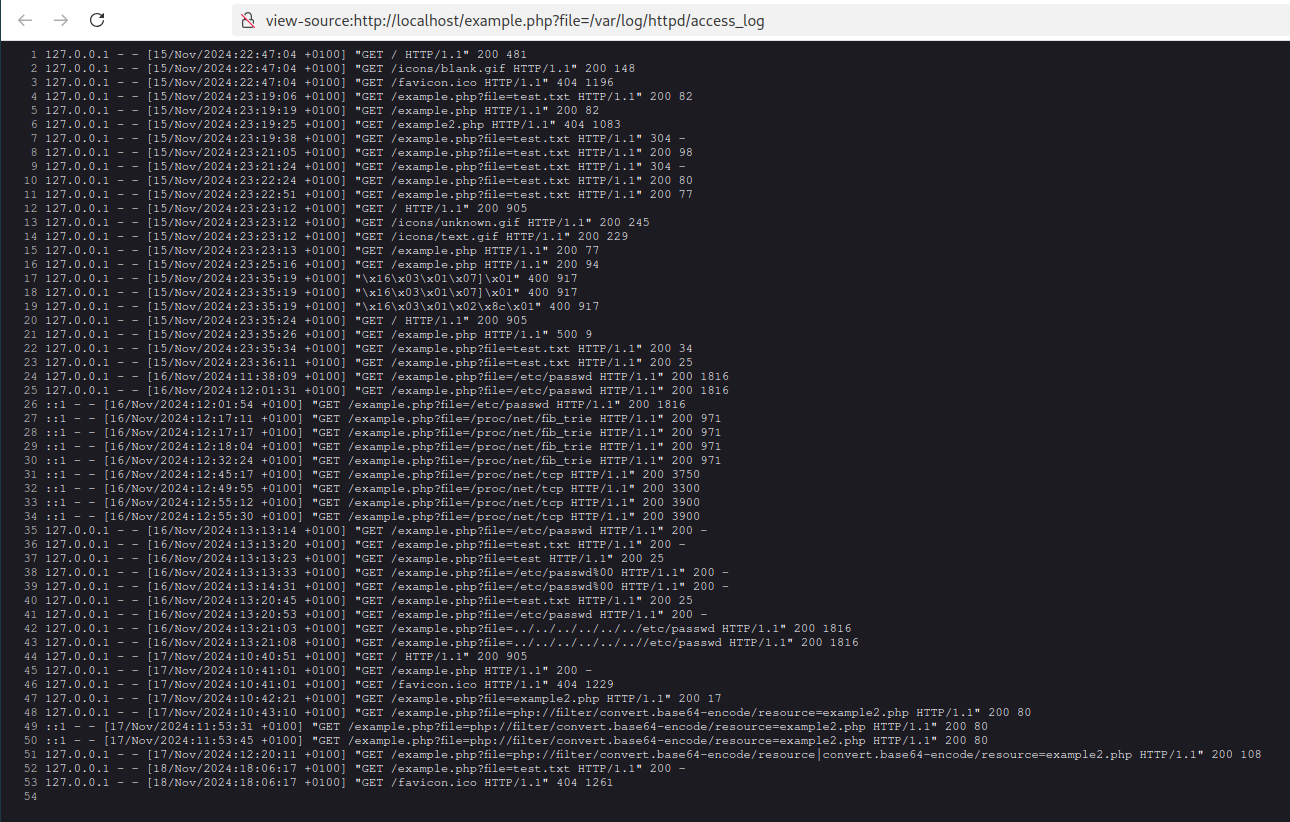 view-source:http://localhost/example.php?file=/var/log/httpd/access_log
1 127.0.0.1 - - [15/Nov/2024:22:47:04 +0100] "GET / HTTP/1.1" 200 481
2 127.0.0.1 - - [15/Nov/2024:22:47:04 +0100] "GET /icons/blank.gif HTTP/1.1" 200 148
3 127.0.0.1 - - [15/Nov/2024:22:47:04 +0100] "GET /favicon.ico HTTP/1.1" 404 1196
4 127.0.0.1 - - [15/Nov/2024:23:19:06 +0100] "GET /example.php?file=test.txt HTTP/1.1" 200 82
5 127.0.0.1 - - [15/Nov/2024:23:19:19 +0100] "GET /example.php HTTP/1.1" 200 82
6 127.0.0.1 - - [15/Nov/2024:23:19:25 +0100] "GET /example2.php HTTP/1.1" 404 1083
7 127.0.0.1 - - [15/Nov/2024:23:19:38 +0100] "GET /example.php?file=test.txt HTTP/1.1" 304 -
8 127.0.0.1 - - [15/Nov/2024:23:21:05 +0100] "GET /example.php?file=test.txt HTTP/1.1" 200 98
9 127.0.0.1 - - [15/Nov/2024:23:21:24 +0100] "GET /example.php?file=test.txt HTTP/1.1" 304 -
10 127.0.0.1 - - [15/Nov/2024:23:22:24 +0100] "GET /example.php?file=test.txt HTTP/1.1" 200 80
11 127.0.0.1 - - [15/Nov/2024:23:22:51 +0100] "GET /example.php?file=test.txt HTTP/1.1" 200 77
12 127.0.0.1 - - [15/Nov/2024:23:23:12 +0100] "GET / HTTP/1.1" 200 905
13 127.0.0.1 - - [15/Nov/2024:23:23:12 +0100] "GET /icons/unknown.gif HTTP/1.1" 200 245
14 127.0.0.1 - - [15/Nov/2024:23:23:12 +0100] "GET /icons/text.gif HTTP/1.1" 200 229
15 127.0.0.1 - - [15/Nov/2024:23:23:13 +0100] "GET /example.php HTTP/1.1" 200 77
16 127.0.0.1 - - [15/Nov/2024:23:25:16 +0100] "GET /example.php HTTP/1.1" 200 94
17 127.0.0.1 - - [15/Nov/2024:23:35:19 +0100] "\x16\x03\x01\x07]\x01" 400 917
18 127.0.0.1 - - [15/Nov/2024:23:35:19 +0100] "\x16\x03\x01\x07]\x01" 400 917
19 127.0.0.1 - - [15/Nov/2024:23:35:19 +0100] "\x16\x03\x01\x02\x8c\x01" 400 917
20 127.0.0.1 - - [15/Nov/2024:23:35:24 +0100] "GET / HTTP/1.1" 200 905
21 127.0.0.1 - - [15/Nov/2024:23:35:26 +0100] "GET /example.php HTTP/1.1" 500 9
22 127.0.0.1 - - [15/Nov/2024:23:35:34 +0100] "GET /example.php?file=test.txt HTTP/1.1" 200 34
23 127.0.0.1 - - [15/Nov/2024:23:36:11 +0100] "GET /example.php?file=test.txt HTTP/1.1" 200 25
24 127.0.0.1 - - [16/Nov/2024:11:38:09 +0100] "GET /example.php?file=/etc/passwd HTTP/1.1" 200 1816
25 127.0.0.1 - - [16/Nov/2024:12:01:31 +0100] "GET /example.php?file=/etc/passwd HTTP/1.1" 200 1816
26 ::1 - - [16/Nov/2024:12:01:54 +0100] "GET /example.php?file=/etc/passwd HTTP/1.1" 200 1816
27 ::1 - - [16/Nov/2024:12:17:11 +0100] "GET /example.php?file=/proc/net/fib_trie HTTP/1.1" 200 971
28 ::1 - - [16/Nov/2024:12:17:17 +0100] "GET /example.php?file=/proc/net/fib_trie HTTP/1.1" 200 971
29 ::1 - - [16/Nov/2024:12:18:04 +0100] "GET /example.php?file=/proc/net/fib_trie HTTP/1.1" 200 971
30 ::1 - - [16/Nov/2024:12:32:24 +0100] "GET /example.php?file=/proc/net/fib_trie HTTP/1.1" 200 971
31 ::1 - - [16/Nov/2024:12:45:17 +0100] "GET /example.php?file=/proc/net/tcp HTTP/1.1" 200 3750
32 ::1 - - [16/Nov/2024:12:49:55 +0100] "GET /example.php?file=/proc/net/tcp HTTP/1.1" 200 3300
33 ::1 - - [16/Nov/2024:12:55:12 +0100] "GET /example.php?file=/proc/net/tcp HTTP/1.1" 200 3900
34 ::1 - - [16/Nov/2024:12:55:30 +0100] "GET /example.php?file=/proc/net/tcp HTTP/1.1" 200 3900
35 127.0.0.1 - - [16/Nov/2024:13:13:14 +0100] "GET /example.php?file=/etc/passwd HTTP/1.1" 200 -
36 127.0.0.1 - - [16/Nov/2024:13:13:20 +0100] "GET /example.php?file=test.txt HTTP/1.1" 200 -
37 127.0.0.1 - - [16/Nov/2024:13:13:23 +0100] "GET /example.php?file=test HTTP/1.1" 200 25
38 127.0.0.1 - - [16/Nov/2024:13:13:33 +0100] "GET /example.php?file=/etc/passwd%00 HTTP/1.1" 200 -
39 127.0.0.1 - - [16/Nov/2024:13:14:31 +0100] "GET /example.php?file=/etc/passwd%00 HTTP/1.1" 200 -
40 127.0.0.1 - - [16/Nov/2024:13:20:45 +0100] "GET /example.php?file=test.txt HTTP/1.1" 200 25
41 127.0.0.1 - - [16/Nov/2024:13:20:53 +0100] "GET /example.php?file=/etc/passwd HTTP/1.1" 200 -
42 127.0.0.1 - - [16/Nov/2024:13:21:03 +0100] "GET /example.php?file=../../../../../../etc/passwd HTTP/1.1" 200 1816
43 127.0.0.1 - - [16/Nov/2024:13:21:08 +0100] "GET /example.php?file=../../../../../..//etc/passwd HTTP/1.1" 200 1816
44 127.0.0.1 - - [17/Nov/2024:10:40:51 +0100] "GET / HTTP/1.1" 200 905
45 127.0.0.1 - - [17/Nov/2024:10:41:01 +0100] "GET /example.php HTTP/1.1" 200 -
46 127.0.0.1 - - [17/Nov/2024:10:41:01 +0100] "GET /favicon.ico HTTP/1.1" 404 1229
47 127.0.0.1 - - [17/Nov/2024:10:42:21 +0100] "GET /example.php?file=example2.php HTTP/1.1" 200 17
48 127.0.0.1 - - [17/Nov/2024:10:43:10 +0100] "GET /example.php?file=php://filter/convert.base64-encode/resource=example2.php HTTP/1.1" 200 80
49 ::1 - - [17/Nov/2024:11:53:31 +0100] "GET /example.php?file=php://filter/convert.base64-encode/resource=example2.php HTTP/1.1" 200 80
50 ::1 - - [17/Nov/2024:11:53:45 +0100] "GET /example.php?file=php://filter/convert.base64-encode/resource=example2.php HTTP/1.1" 200 80
51 127.0.0.1 - - [17/Nov/2024:12:20:11 +0100] "GET /example.php?file=php://filter/convert.base64-encode/resource|convert.base64-encode/resource=example2.php HTTP/1.1" 200 108
52 127.0.0.1 - - [18/Nov/2024:18:06:17 +0100] "GET /example.php?file=test.txt HTTP/1.1" 200 -
53 127.0.0.1 - - [18/Nov/2024:18:06:17 +0100] "GET /favicon.ico HTTP/1.1" 404 1261
54